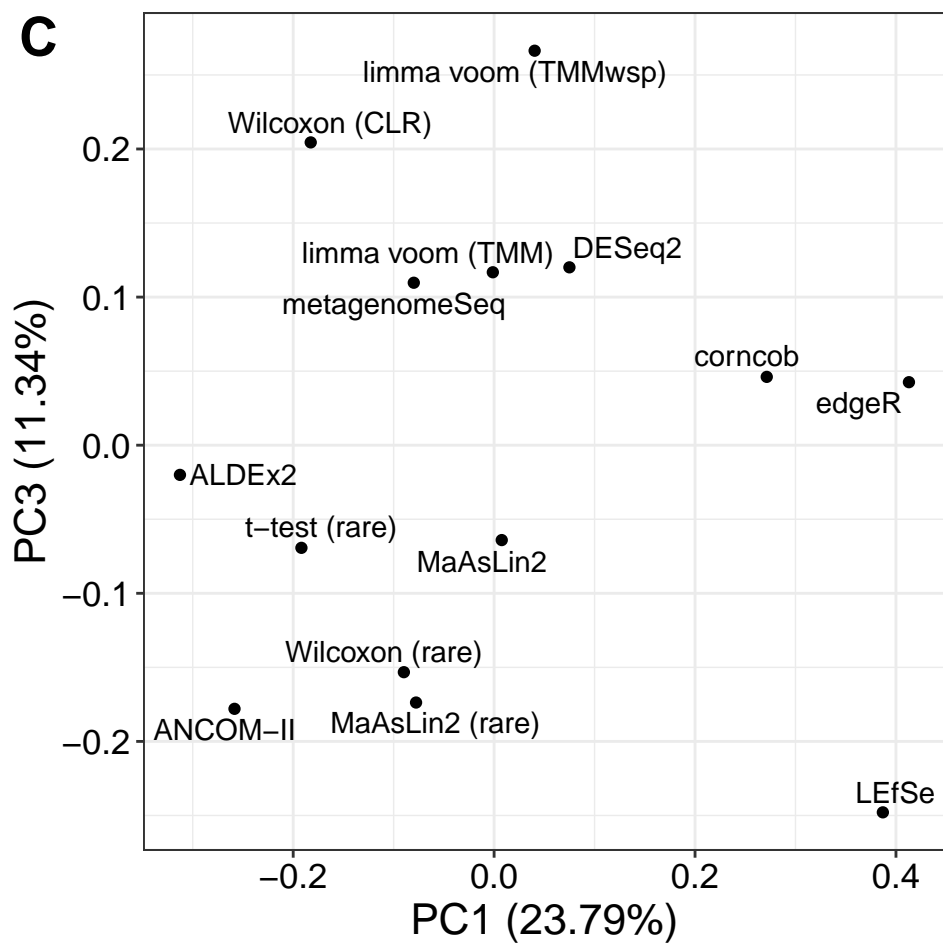 C
limma voom (TMMwsp)
Wilcoxon (CLR)
0.2
limma voom (TMM)
DESeq2
0.1
metagenomeSeq
corncob
edgeR
PC3 (11.34%)
0.0
ALDEx2
t−test (rare)
MaAsLin2
−0.1
Wilcoxon (rare)
ANCOM−II
MaAsLin2 (rare)
−0.2
LEfSe
−0.2
0.0
0.2
0.4
PC1 (23.79%)